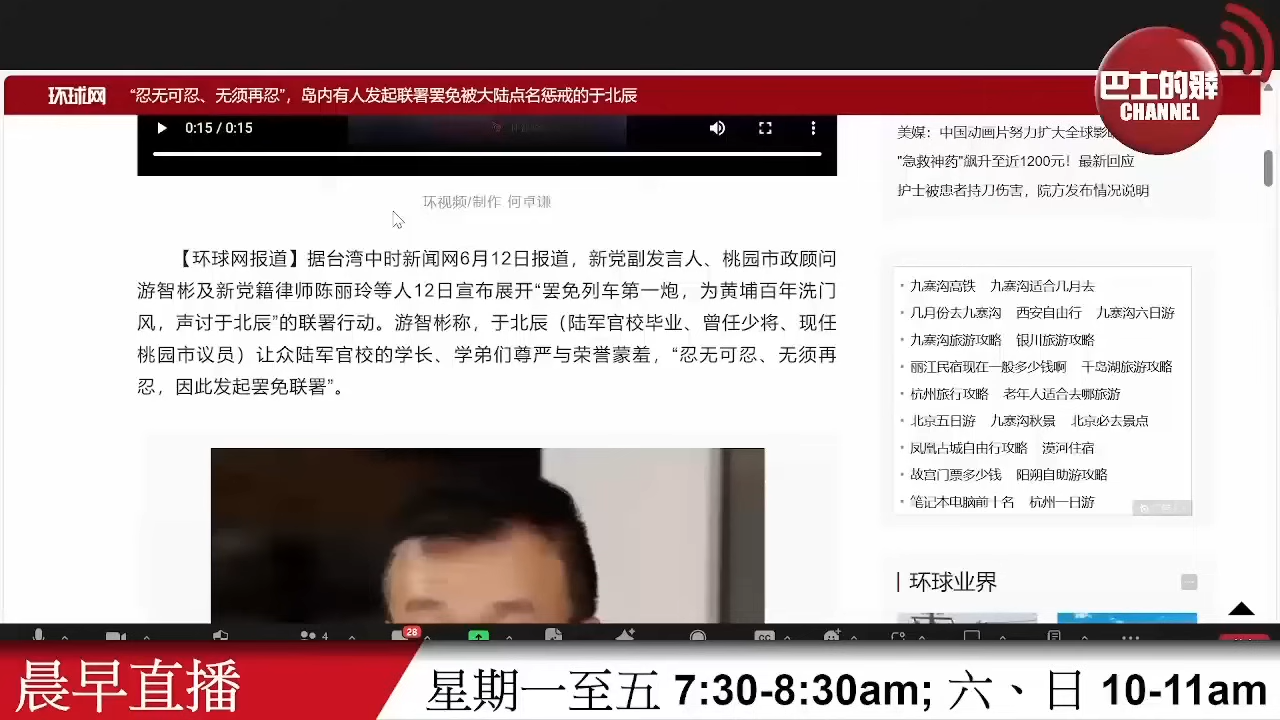 巴士的報
CHANNEL
环球网 “忍无可忍、无须再忍”，岛内有人发起联署罢免被大陆点名惩戒的于北辰
0:15 / 0:15
美媒：中国动画片努力扩大全球影
"急救神药"飙升至近1200元！最新回应
护士被患者持刀伤害，院方发布情况说明
环视频/制作 何卓谦
【环球网报道】据台湾中时新闻网6月12日报道，新党副发言人、桃园市政顾问
游智彬及新党籍律师陈丽玲等人12日宣布展开“罢免列车第一炮，为黄埔百年洗门
风，声讨于北辰”的联署行动。游智彬称，于北辰（陆军官校毕业、曾任少将、现任
桃园市议员）让众陆军官校的学长、学弟们尊严与荣誉蒙羞，“忍无可忍、无须再
忍，因此发起罢免联署”。
九寨沟高铁 九寨沟适合几月去
几月份去九寨沟 西安自山行 九寨沟六日游
九寨沟旅游攻略 银川旅游攻略
丽江民宿现在一般多少钱啊 千岛湖旅游攻略
杭州旅行攻略 老年人适合去哪旅游
北京五日游 九寨沟秋景 北京必去景点
凤凰古城自由行攻略 漠河住宿
故宫门票多少钱 阳朔自助游攻略
笔记本电脑前十名 杭州一日游
环球业界
4
28
CC
晨早直播
星期一至五 7:30-8:30am; 六、日 10-11am